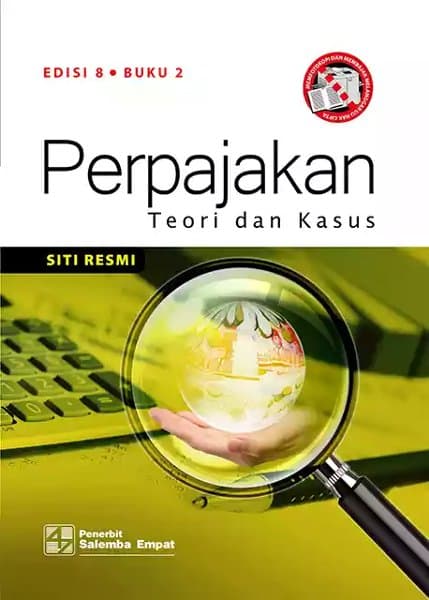 EDISI 8 • BUKU 2
Perpajakan
Teori dan Kasus
SITI RESMI
Penerbit
Salemba Empat